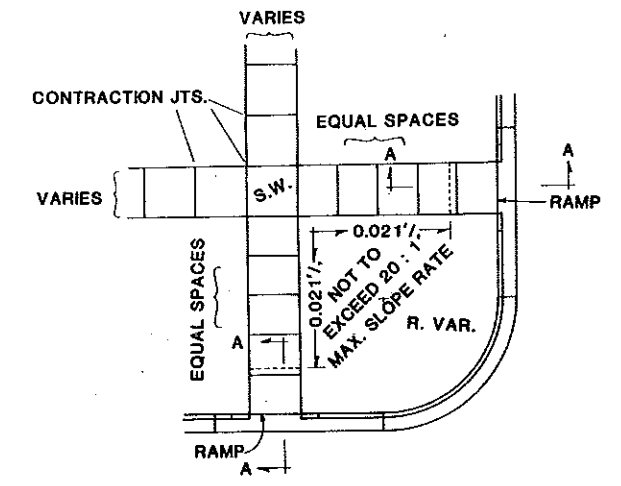 VARIES
CONTRACTION JTS.
EQUAL SPACES
A
A
VARIES
S.W.
RAMP
0.021'/,
0.021'/,
NOT TO
EXCEED 20 : 1'
MAX. SLOPE RATE
EQUAL SPACES
R. VAR.
A
RAMP
A